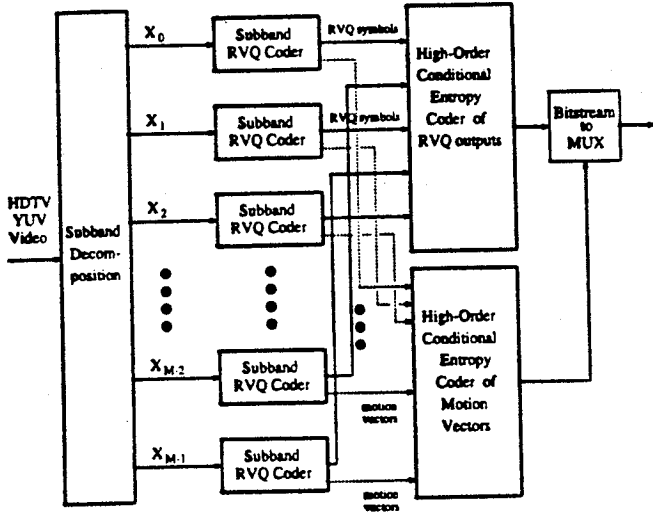 HDTV
YUV
Video
Subband
Decom-
position
X0
Subband
RVQ Coder
RVQ symbols
X1
Subband
RVQ Coder
RVQ symbols
X2
Subband
RVQ Coder
XM-2
Subband
RVQ Coder
motion
vectors
XM-1
Subband
RVQ Coder
motion
vectors
High-Order
Conditional
Entropy
Coder of
RVQ outputs
High-Order
Conditional
Entropy
Coder of
Motion
Vectors
Bitstream
to
MUX